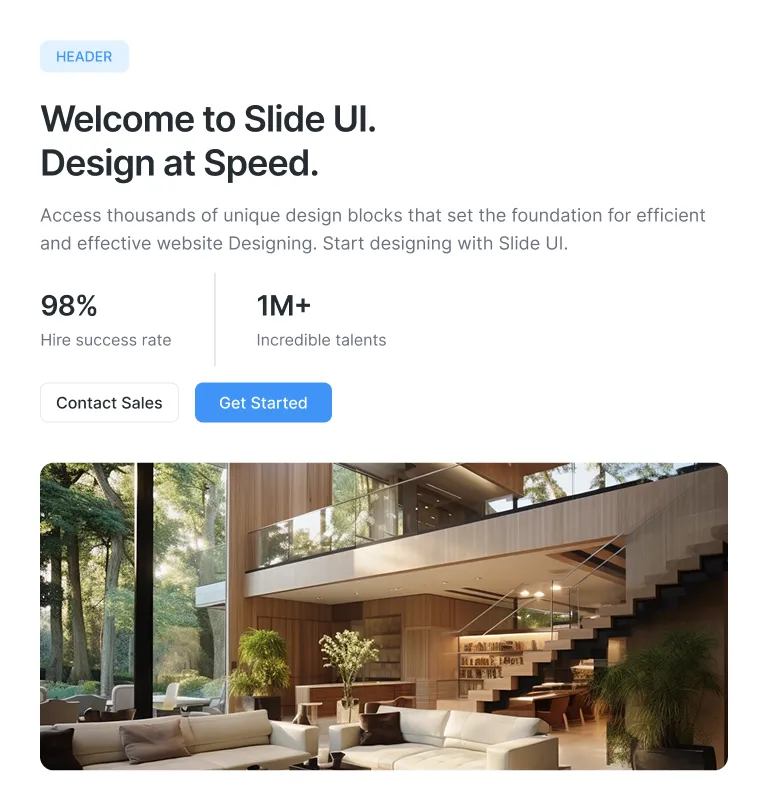 HEADER
Welcome to Slide UI.
Design at Speed.
Access thousands of unique design blocks that set the foundation for efficient
and effective website Designing. Start designing with Slide UI.
98%
1M+
Hire success rate
Incredible talents
Contact Sales
Get Started